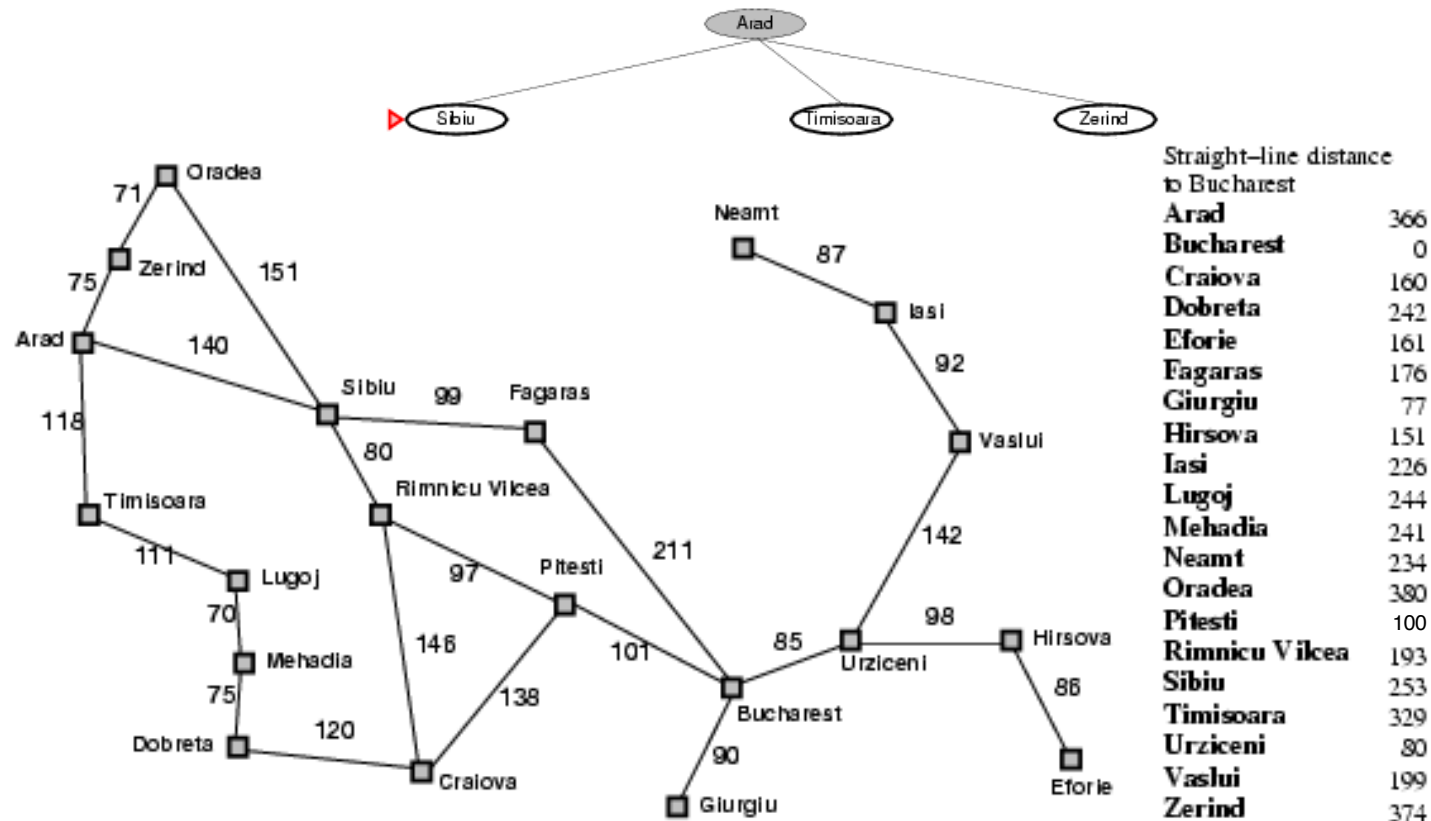 Arad
Sibiu
Timisoara
Zerind
Straight–line distance
to Bucharest
Arad 366
Bucharest 0
Craiova 160
Dobreta 242
Eforie 161
Fagaras 176
Giurgiu 77
Hirsova 151
Iasi 226
Lugoj 244
Mehadia 241
Neamt 234
Oradea 380
Pitesti 100
Rimnicu Vilcea 193
Sibiu 253
Timisoara 329
Urziceni 80
Vaslui 199
Zerind 374
Oradea
71
Neamt
87
Zerind
151
75
Iasi
Arad
140
92
Sibiu
99
Fagaras
118
80
Vaslui
Rimnicu Vilcea
Timisoara
142
111
211
Lugoj
97
Pitesti
70
98
Hirsova
146
101
85
Urziceni
Mehadia
86
75
138
Bucharest
120
Dobreta
90
Craiova
Eforie
Giurgiu